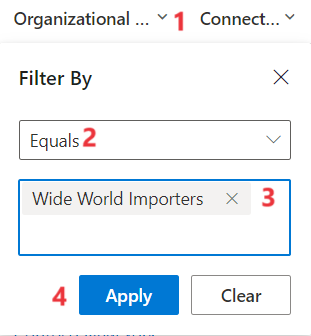 Organizational ... 1 Connect...
Filter By
Equals 2
Wide World Importers 3
4 Apply Clear